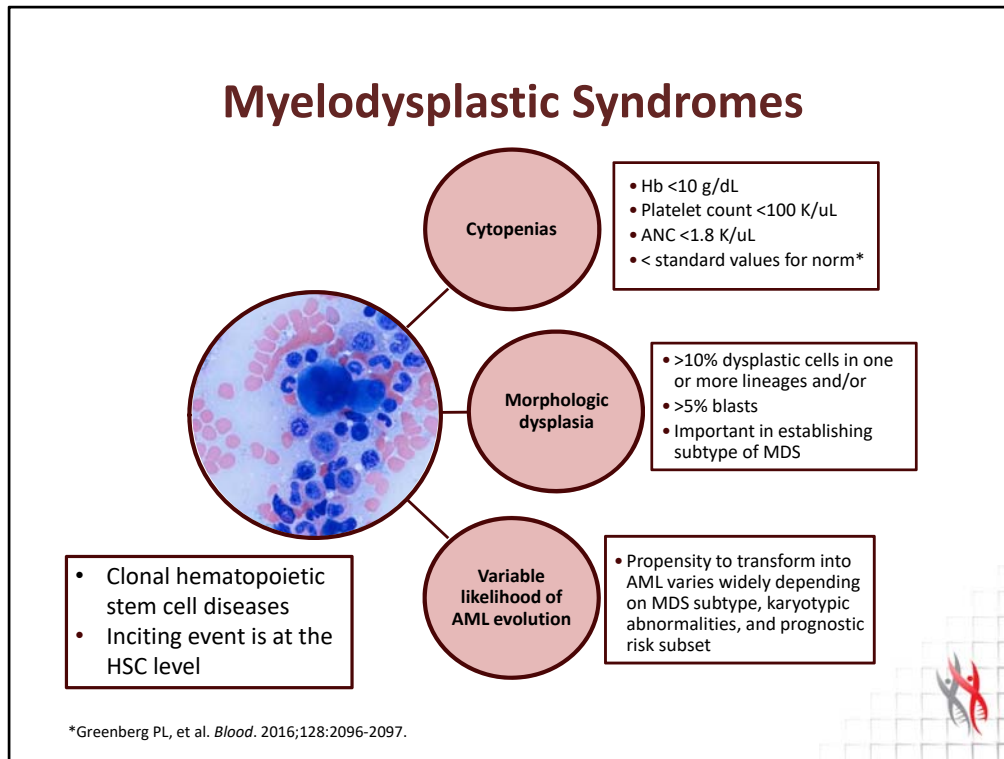 Myelodysplastic Syndromes
Cytopenias
• Hb <10 g/dL
• Platelet count <100 K/uL
• ANC <1.8 K/uL
• < standard values for norm*
Morphologic
dysplasia
• >10% dysplastic cells in one
or more lineages and/or
• >5% blasts
• Important in establishing
subtype of MDS
Variable
likelihood of
AML evolution
• Propensity to transform into
AML varies widely depending
on MDS subtype, karyotypic
abnormalities, and prognostic
risk subset
• Clonal hematopoietic
stem cell diseases
• Inciting event is at the
HSC level
*Greenberg PL, et al. Blood. 2016;128:2096-2097.